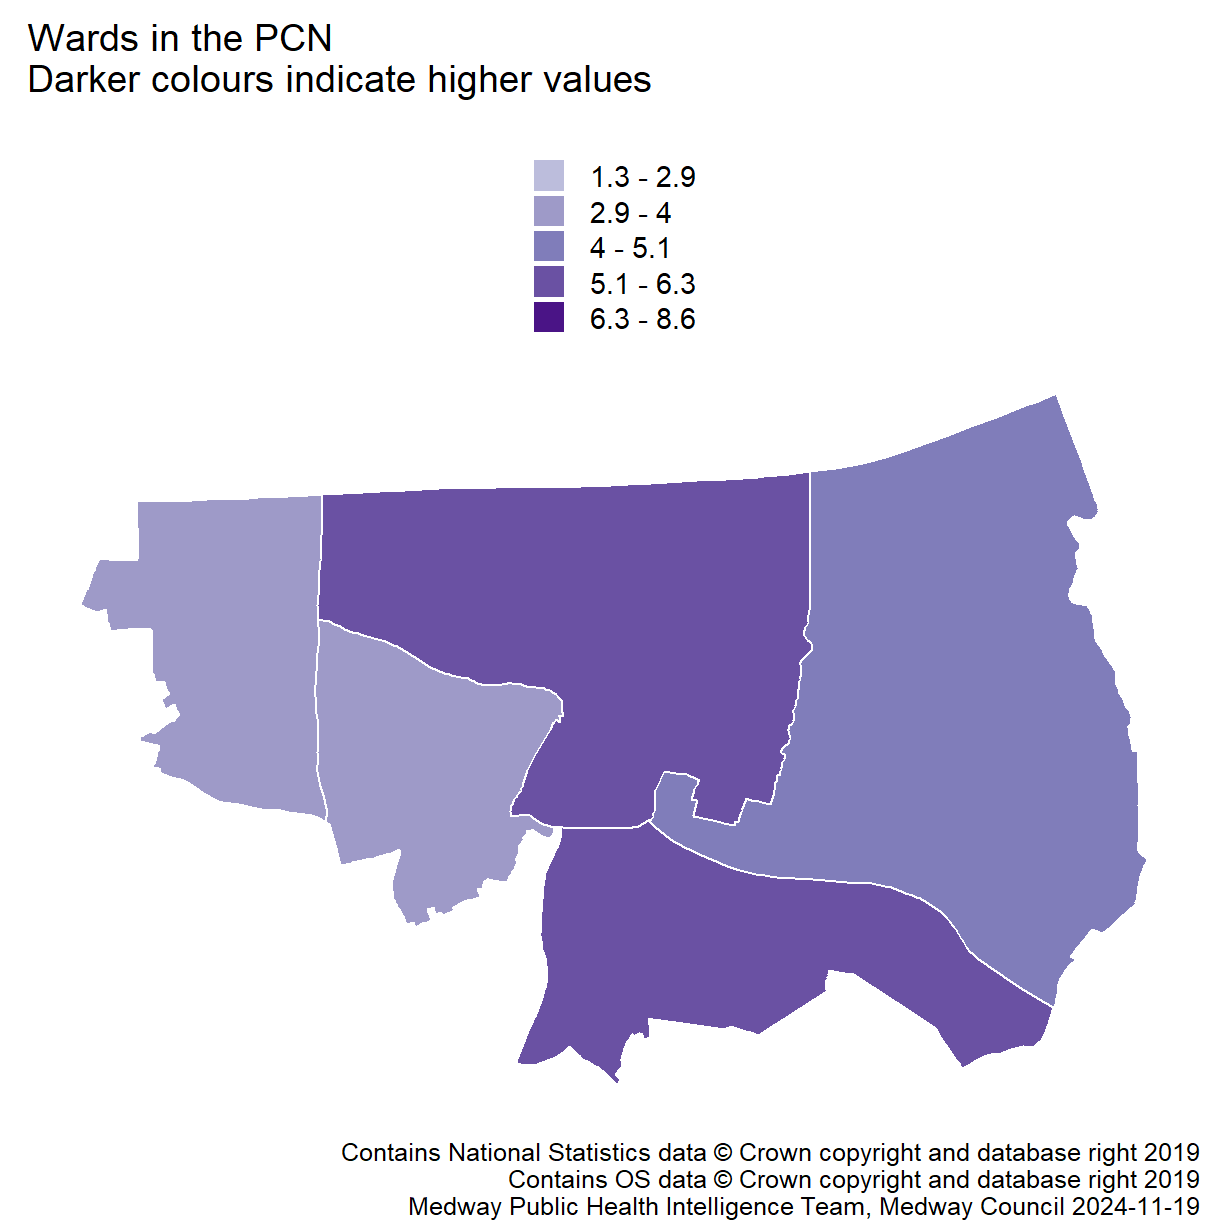 Wards in the PCN
Darker colours indicate higher values
1.3 - 2.9
2.9 - 4
4 - 5.1
5.1 - 6.3
6.3 - 8.6
Contains National Statistics data © Crown copyright and database right 2019
Contains OS data © Crown copyright and database right 2019
Medway Public Health Intelligence Team, Medway Council 2024-11-19